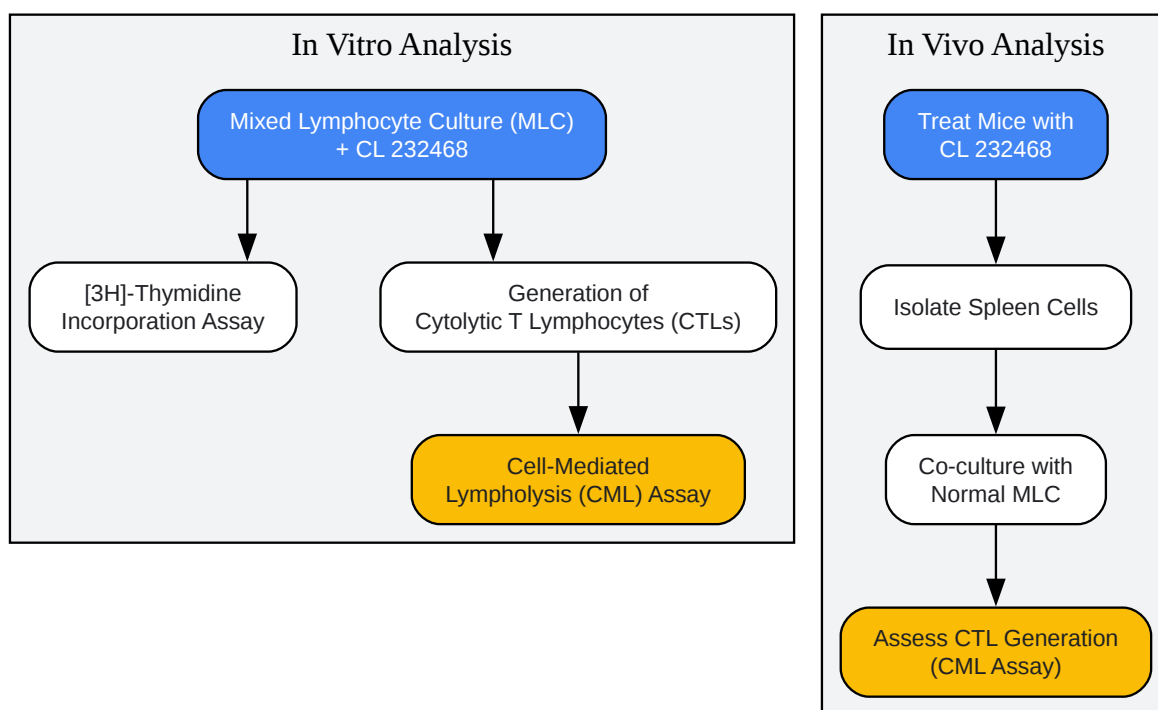 In Vitro Analysis
Mixed Lymphocyte Culture (MLC)
+ CL 232468
[3H]-Thymidine
Incorporation Assay
Generation of
Cytolytic T Lymphocytes (CTLs)
Cell-Mediated
Lympholysis (CML) Assay
In Vivo Analysis
Treat Mice with
CL 232468
Isolate Spleen Cells
Co-culture with
Normal MLC
Assess CTL Generation
(CML Assay)